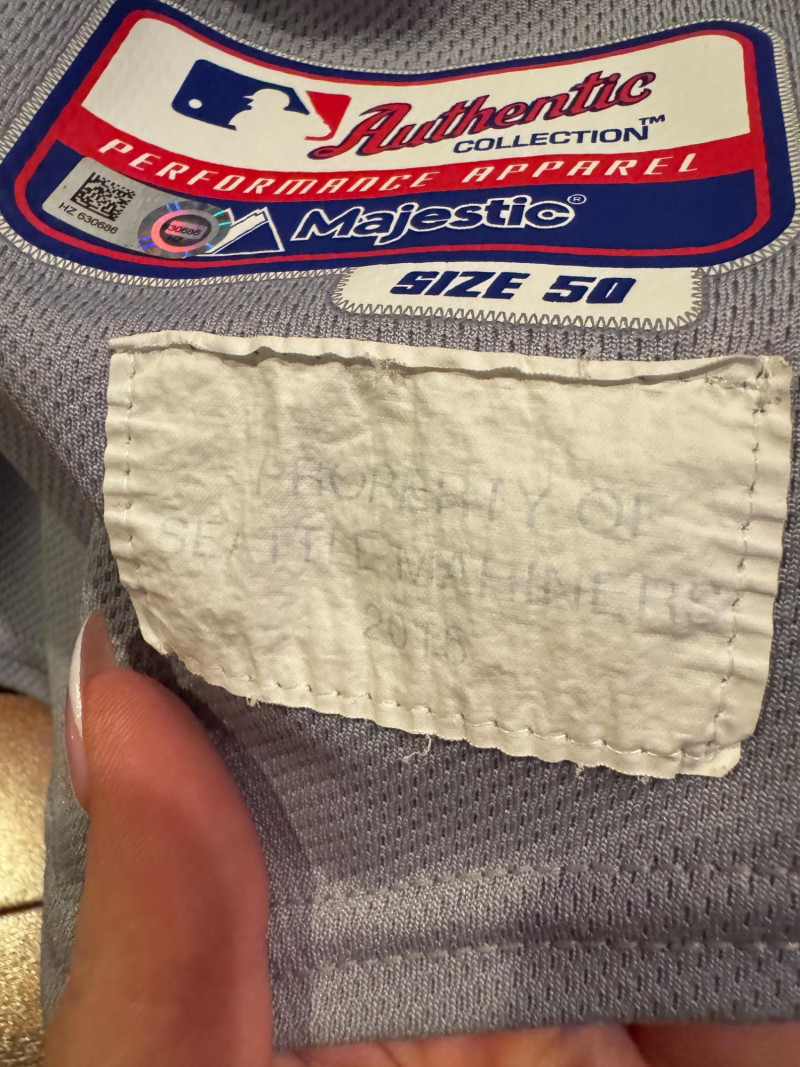 Authentic
COLLECTION™
PERFORMANCE APPAREL
HZ 630686
Majestic®
SIZE 50
PROPERTY OF
SEATTLE MARINERS